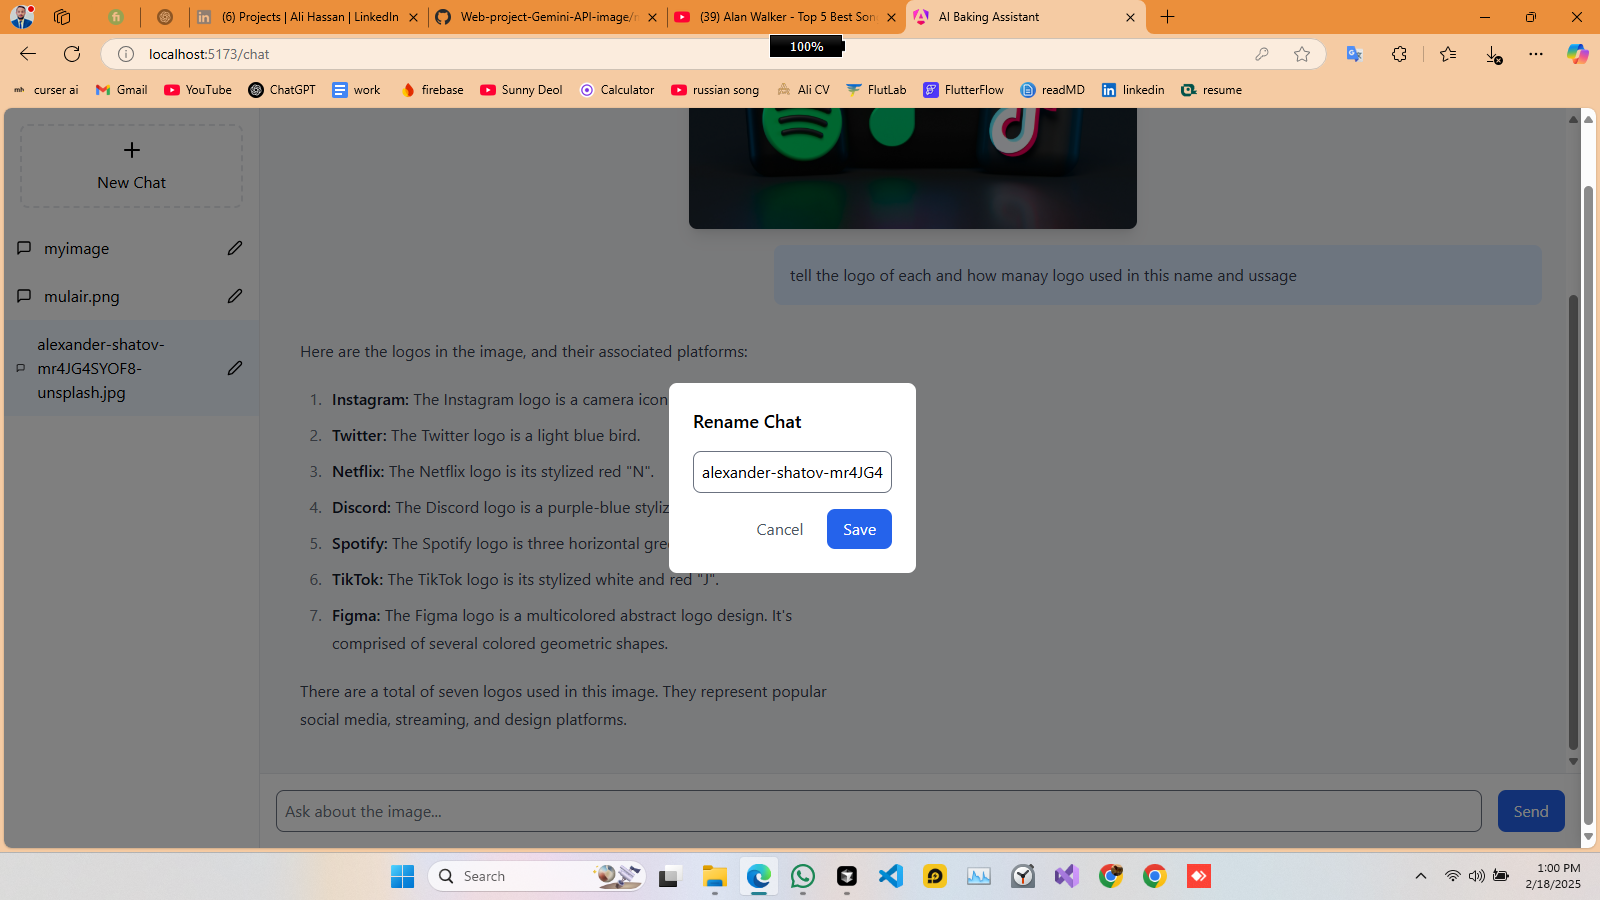 (6) Projects | Ali Hassan | LinkedIn
Web-project-Gemini-API-image/
(39) Alan Walker - Top 5 Best Son
AI Baking Assistant
100%
localhost:5173/chat
curser ai
Gmail
YouTube
ChatGPT
work
firebase
Sunny Deol
Calculator
russian song
Ali CV
FlutLab
FlutterFlow
readMD
linkedin
resume
New Chat
myimage
mulair.png
alexander-shatov-
mr4JG4SYOF8-
unsplash.jpg
tell the logo of each and how manay logo used in this name and ussage
Here are the logos in the image, and their associated platforms:
1. Instagram: The Instagram logo is a camera icon
2. Twitter: The Twitter logo is a light blue bird.
3. Netflix: The Netflix logo is its stylized red "N".
4. Discord: The Discord logo is a purple-blue styliz
5. Spotify: The Spotify logo is three horizontal gre
6. TikTok: The TikTok logo is its stylized white and red "J".
7. Figma: The Figma logo is a multicolored abstract logo design. It's
comprised of several colored geometric shapes.
There are a total of seven logos used in this image. They represent popular
social media, streaming, and design platforms.
Rename Chat
alexander-shatov-mr4JG4
Cancel
Save
Ask about the image...
Send
Search
1:00 PM
2/18/2025